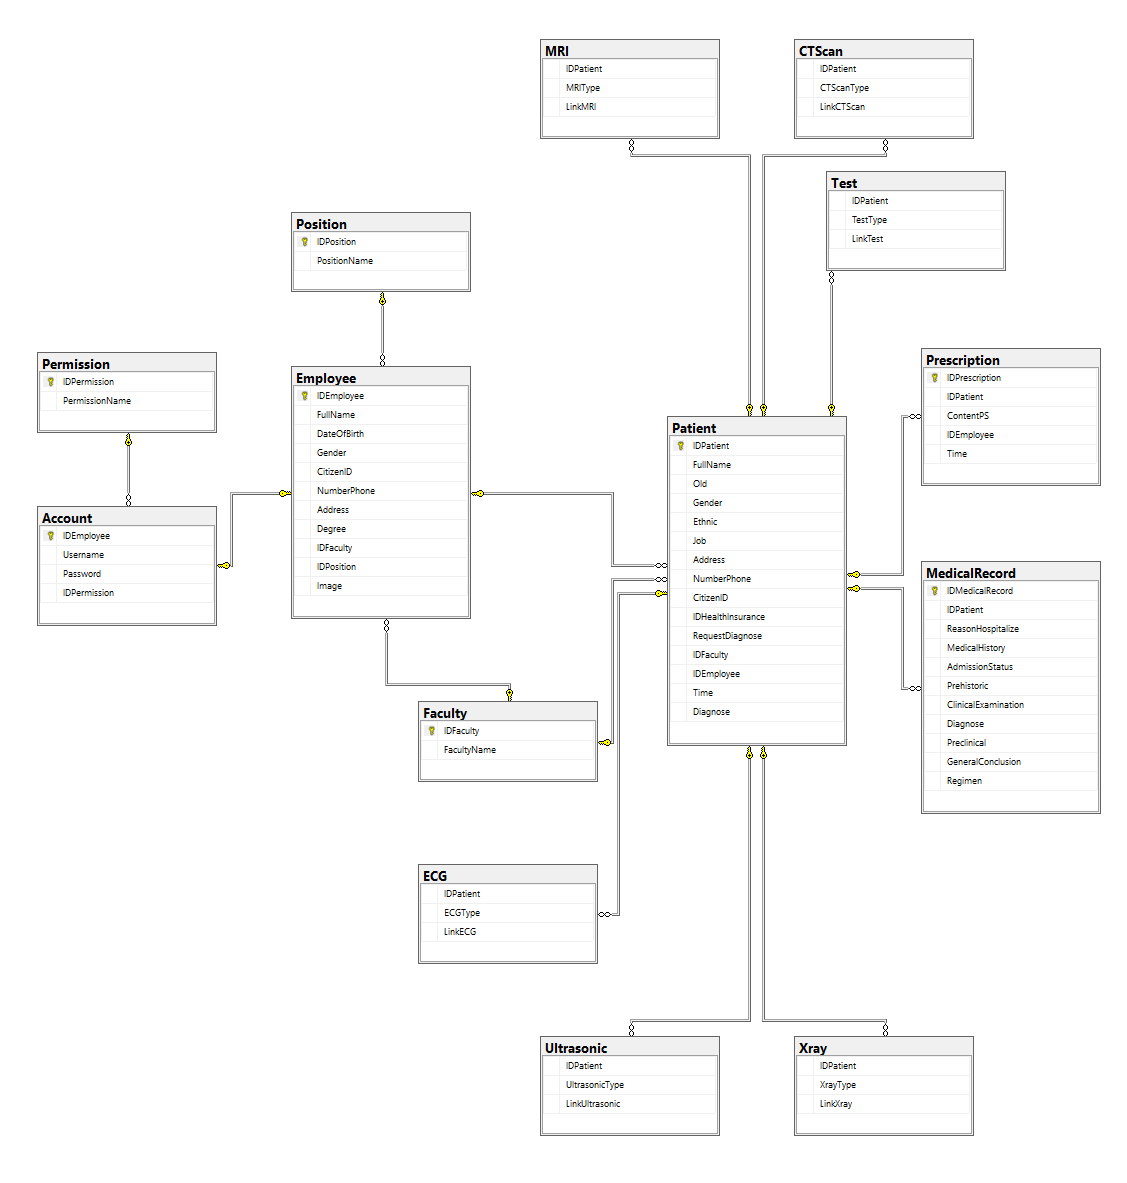 MRI
IDPatient
MRIType
LinkMRI
CTScan
IDPatient
CTScanType
LinkCTScan
Test
IDPatient
TestType
LinkTest
Position
IDPosition
PositionName
Permission
IDPermission
PermissionName
Employee
IDEmployee
FullName
DateOfBirth
Gender
CitizenID
NumberPhone
Address
Degree
IDFaculty
IDPosition
Image
Prescription
IDPrescription
IDPatient
ContentPS
IDEmployee
Time
Patient
IDPatient
FullName
Old
Gender
Ethnic
Job
Address
NumberPhone
CitizenID
IDHealthInsurance
RequestDiagnose
IDFaculty
IDEmployee
Time
Diagnose
Account
IDEmployee
Username
Password
IDPermission
MedicalRecord
IDMedicalRecord
IDPatient
ReasonHospitalize
MedicalHistory
AdmissionStatus
Prehistoric
ClinicalExamination
Diagnose
Preclinical
GeneralConclusion
Regimen
Faculty
IDFaculty
FacultyName
ECG
IDPatient
ECGType
LinkECG
Ultrasonic
IDPatient
UltrasonicType
LinkUltrasonic
Xray
IDPatient
XrayType
LinkXray